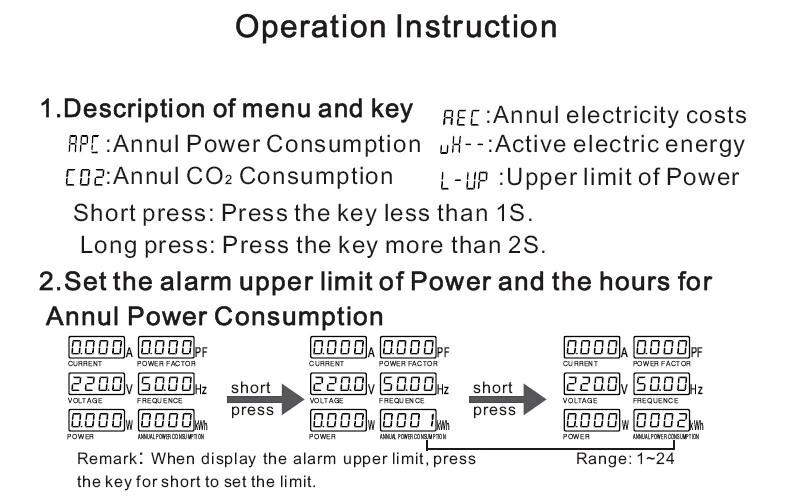 Operation Instruction
1.Description of menu and key
AEC:Annul electricity costs
APC:Annul Power Consumption
uH--:Active electric energy
CO2:Annul CO₂ Consumption
L-UP :Upper limit of Power
Short press: Press the key less than 1S.
Long press: Press the key more than 2S.
2.Set the alarm upper limit of Power and the hours for
Annul Power Consumption
0.000 A 0.000 PF
CURRENT POWER FACTOR
220.0 V 50.00 Hz
VOLTAGE FREQUENCE
0.000 W 0000 kWh
POWER ANNUAL POWER CONSUMPTION
short
press
0.000 A 0.000 PF
CURRENT POWER FACTOR
220.0 V 50.00 Hz
VOLTAGE FREQUENCE
0.000 W 0001 kWh
POWER ANNUAL POWER CONSUMPTION
short
press
0.000 A 0.000 PF
CURRENT POWER FACTOR
220.0 V 50.00 Hz
VOLTAGE FREQUENCE
0.000 W 0002 kWh
POWER ANNUAL POWER CONSUMPTION
Remark: When display the alarm upper limit, press
the key for short to set the limit.
Range: 1~24